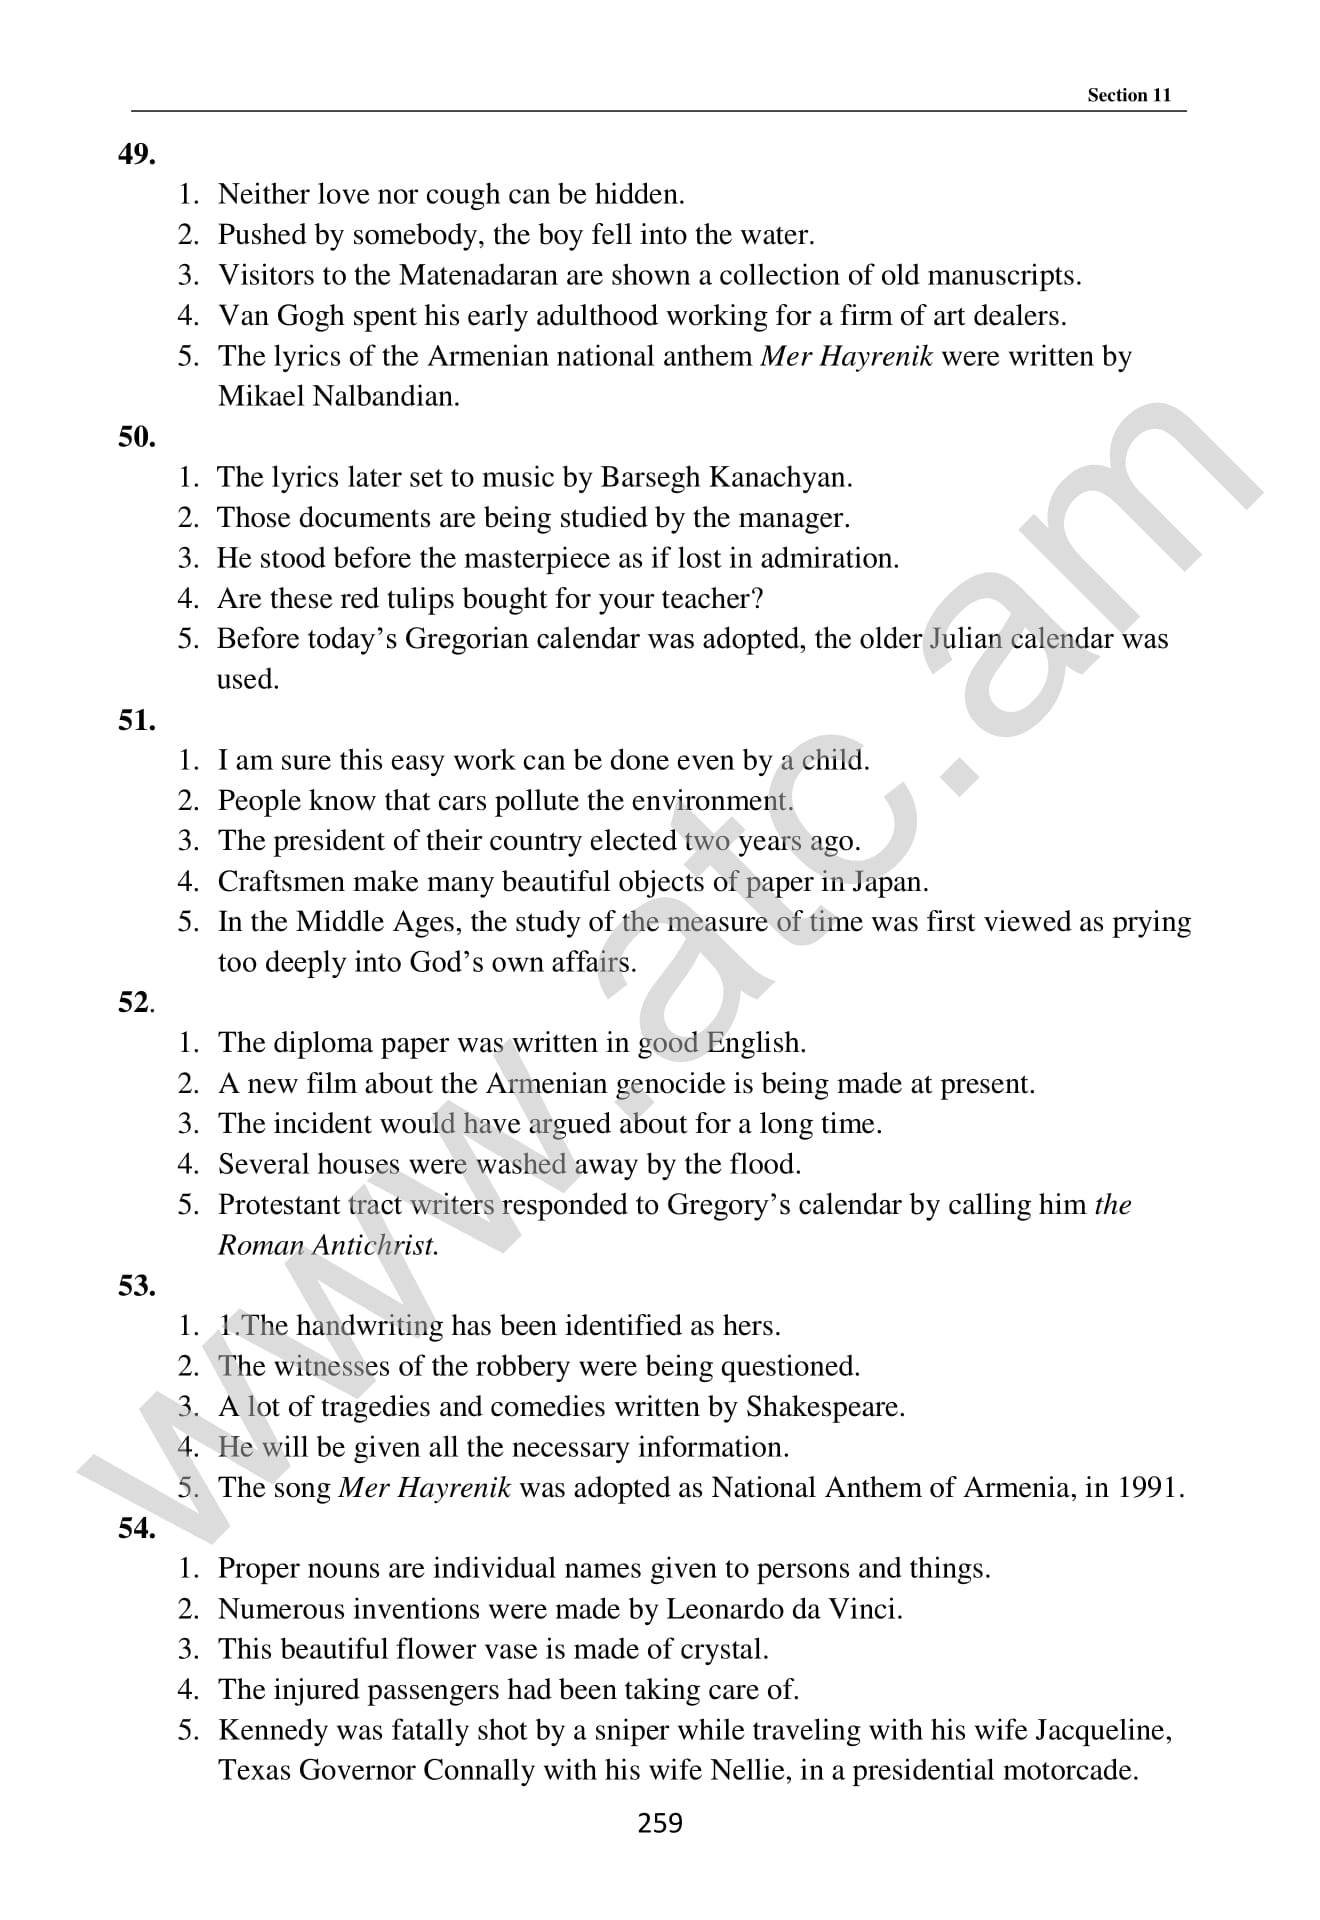 Section 11
49.
1. Neither love nor cough can be hidden.
2. Pushed by somebody, the boy fell into the water.
3. Visitors to the Matenadaran are shown a collection of old manuscripts.
4. Van Gogh spent his early adulthood working for a firm of art dealers.
5. The lyrics of the Armenian national anthem Mer Hayrenik were written by
Mikael Nalbandian.
50.
1. The lyrics later set to music by Barsegh Kanachyan.
2. Those documents are being studied by the manager.
3. He stood before the masterpiece as if lost in admiration.
4. Are these red tulips bought for your teacher?
5. Before today’s Gregorian calendar was adopted, the older Julian calendar was
used.
51.
1. I am sure this easy work can be done even by a child.
2. People know that cars pollute the environment.
3. The president of their country elected two years ago.
4. Craftsmen make many beautiful objects of paper in Japan.
5. In the Middle Ages, the study of the measure of time was first viewed as prying
too deeply into God’s own affairs.
52.
1. The diploma paper was written in good English.
2. A new film about the Armenian genocide is being made at present.
3. The incident would have argued about for a long time.
4. Several houses were washed away by the flood.
5. Protestant tract writers responded to Gregory’s calendar by calling him the
Roman Antichrist.
53.
1. 1.The handwriting has been identified as hers.
2. The witnesses of the robbery were being questioned.
3. A lot of tragedies and comedies written by Shakespeare.
4. He will be given all the necessary information.
5. The song Mer Hayrenik was adopted as National Anthem of Armenia, in 1991.
54.
1. Proper nouns are individual names given to persons and things.
2. Numerous inventions were made by Leonardo da Vinci.
3. This beautiful flower vase is made of crystal.
4. The injured passengers had been taking care of.
5. Kennedy was fatally shot by a sniper while traveling with his wife Jacqueline,
Texas Governor Connally with his wife Nellie, in a presidential motorcade.
259
www.atc.am